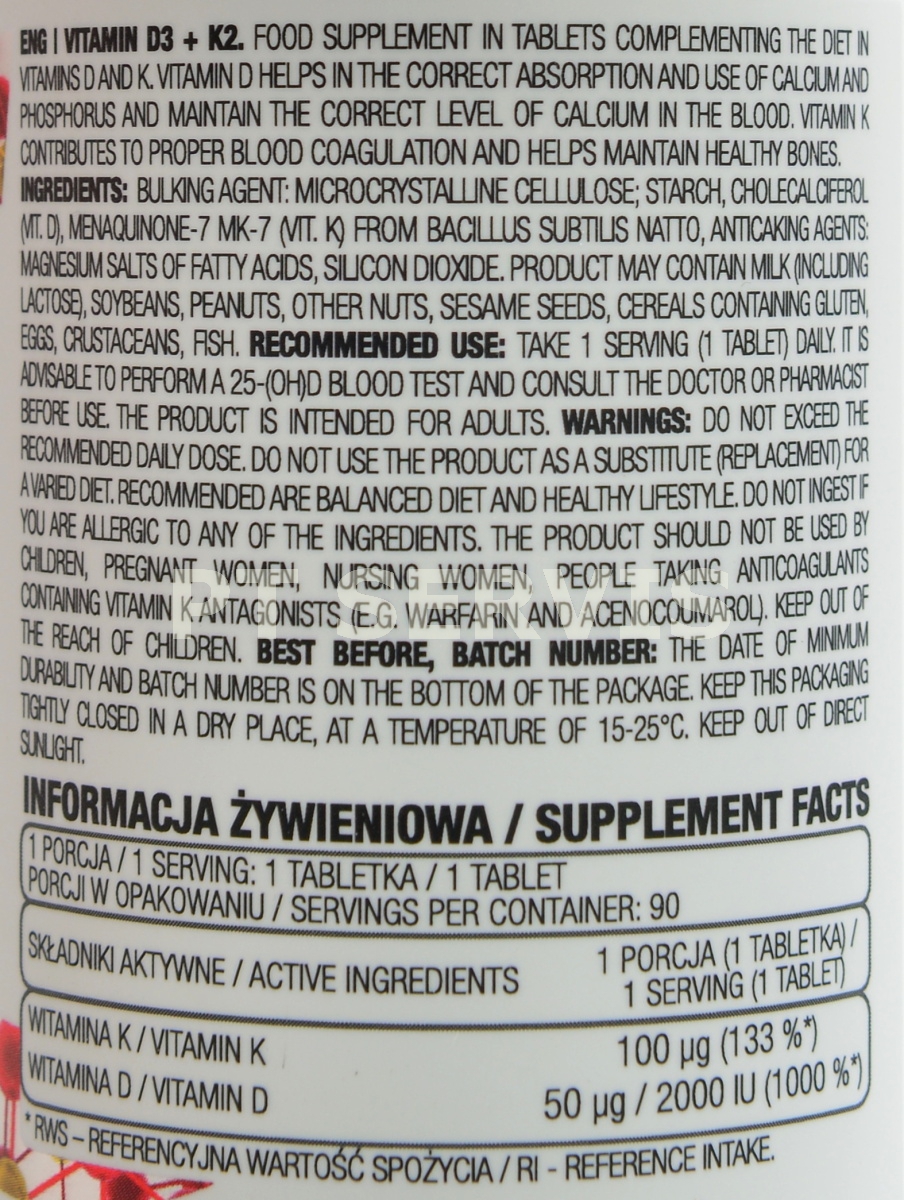 ENG | VITAMIN D3 + K2. FOOD SUPPLEMENT IN TABLETS COMPLEMENTING THE DIET IN
VITAMINS D AND K. VITAMIN D HELPS IN THE CORRECT ABSORPTION AND USE OF CALCIUM AND
PHOSPHORUS AND MAINTAIN THE CORRECT LEVEL OF CALCIUM IN THE BLOOD. VITAMIN K
CONTRIBUTES TO PROPER BLOOD COAGULATION AND HELPS MAINTAIN HEALTHY BONES.
INGREDIENTS: BULKING AGENT: MICROCRYSTALLINE CELLULOSE; STARCH, CHOLECALCIFEROL
(VIT. D), MENAQUINONE-7 MK-7 (VIT. K) FROM BACILLUS SUBTILIS NATTO, ANTICAKING AGENTS:
MAGNESIUM SALTS OF FATTY ACIDS, SILICON DIOXIDE. PRODUCT MAY CONTAIN MILK (INCLUDING
LACTOSE), SOYBEANS, PEANUTS, OTHER NUTS, SESAME SEEDS, CEREALS CONTAINING GLUTEN,
EGGS, CRUSTACEANS, FISH. RECOMMENDED USE: TAKE 1 SERVING (1 TABLET) DAILY. IT IS
ADVISABLE TO PERFORM A 25-(OH)D BLOOD TEST AND CONSULT THE DOCTOR OR PHARMACIST
BEFORE USE. THE PRODUCT IS INTENDED FOR ADULTS. WARNINGS: DO NOT EXCEED THE
RECOMMENDED DAILY DOSE. DO NOT USE THE PRODUCT AS A SUBSTITUTE (REPLACEMENT) FOR
A VARIED DIET. RECOMMENDED ARE BALANCED DIET AND HEALTHY LIFESTYLE. DO NOT INGEST IF
YOU ARE ALLERGIC TO ANY OF THE INGREDIENTS. THE PRODUCT SHOULD NOT BE USED BY
CHILDREN, PREGNANT WOMEN, NURSING WOMEN, PEOPLE TAKING ANTICOAGULANTS
CONTAINING VITAMIN K ANTAGONISTS (E.G. WARFARIN AND ACENOCOUMAROL). KEEP OUT OF
THE REACH OF CHILDREN. BEST BEFORE, BATCH NUMBER: THE DATE OF MINIMUM
DURABILITY AND BATCH NUMBER IS ON THE BOTTOM OF THE PACKAGE. KEEP THIS PACKAGING
TIGHTLY CLOSED IN A DRY PLACE, AT A TEMPERATURE OF 15-25°C. KEEP OUT OF DIRECT
SUNLIGHT.
PT SERVIS
INFORMACJA ŻYWIENIOWA / SUPPLEMENT FACTS
1 PORCJA / 1 SERVING: 1 TABLETKA / 1 TABLET
PORCJI W OPAKOWANIU / SERVINGS PER CONTAINER: 90
SKŁADNIKI AKTYWNE / ACTIVE INGREDIENTS
1 PORCJA (1 TABLETKA) /
1 SERVING (1 TABLET)
WITAMINA K / VITAMIN K 100 µg (133 %*)
WITAMINA D / VITAMIN D 50 µg / 2000 IU (1000 %*)
* RWS – REFERENCYJNA WARTOŚĆ SPOŻYCIA / RI - REFERENCE INTAKE.